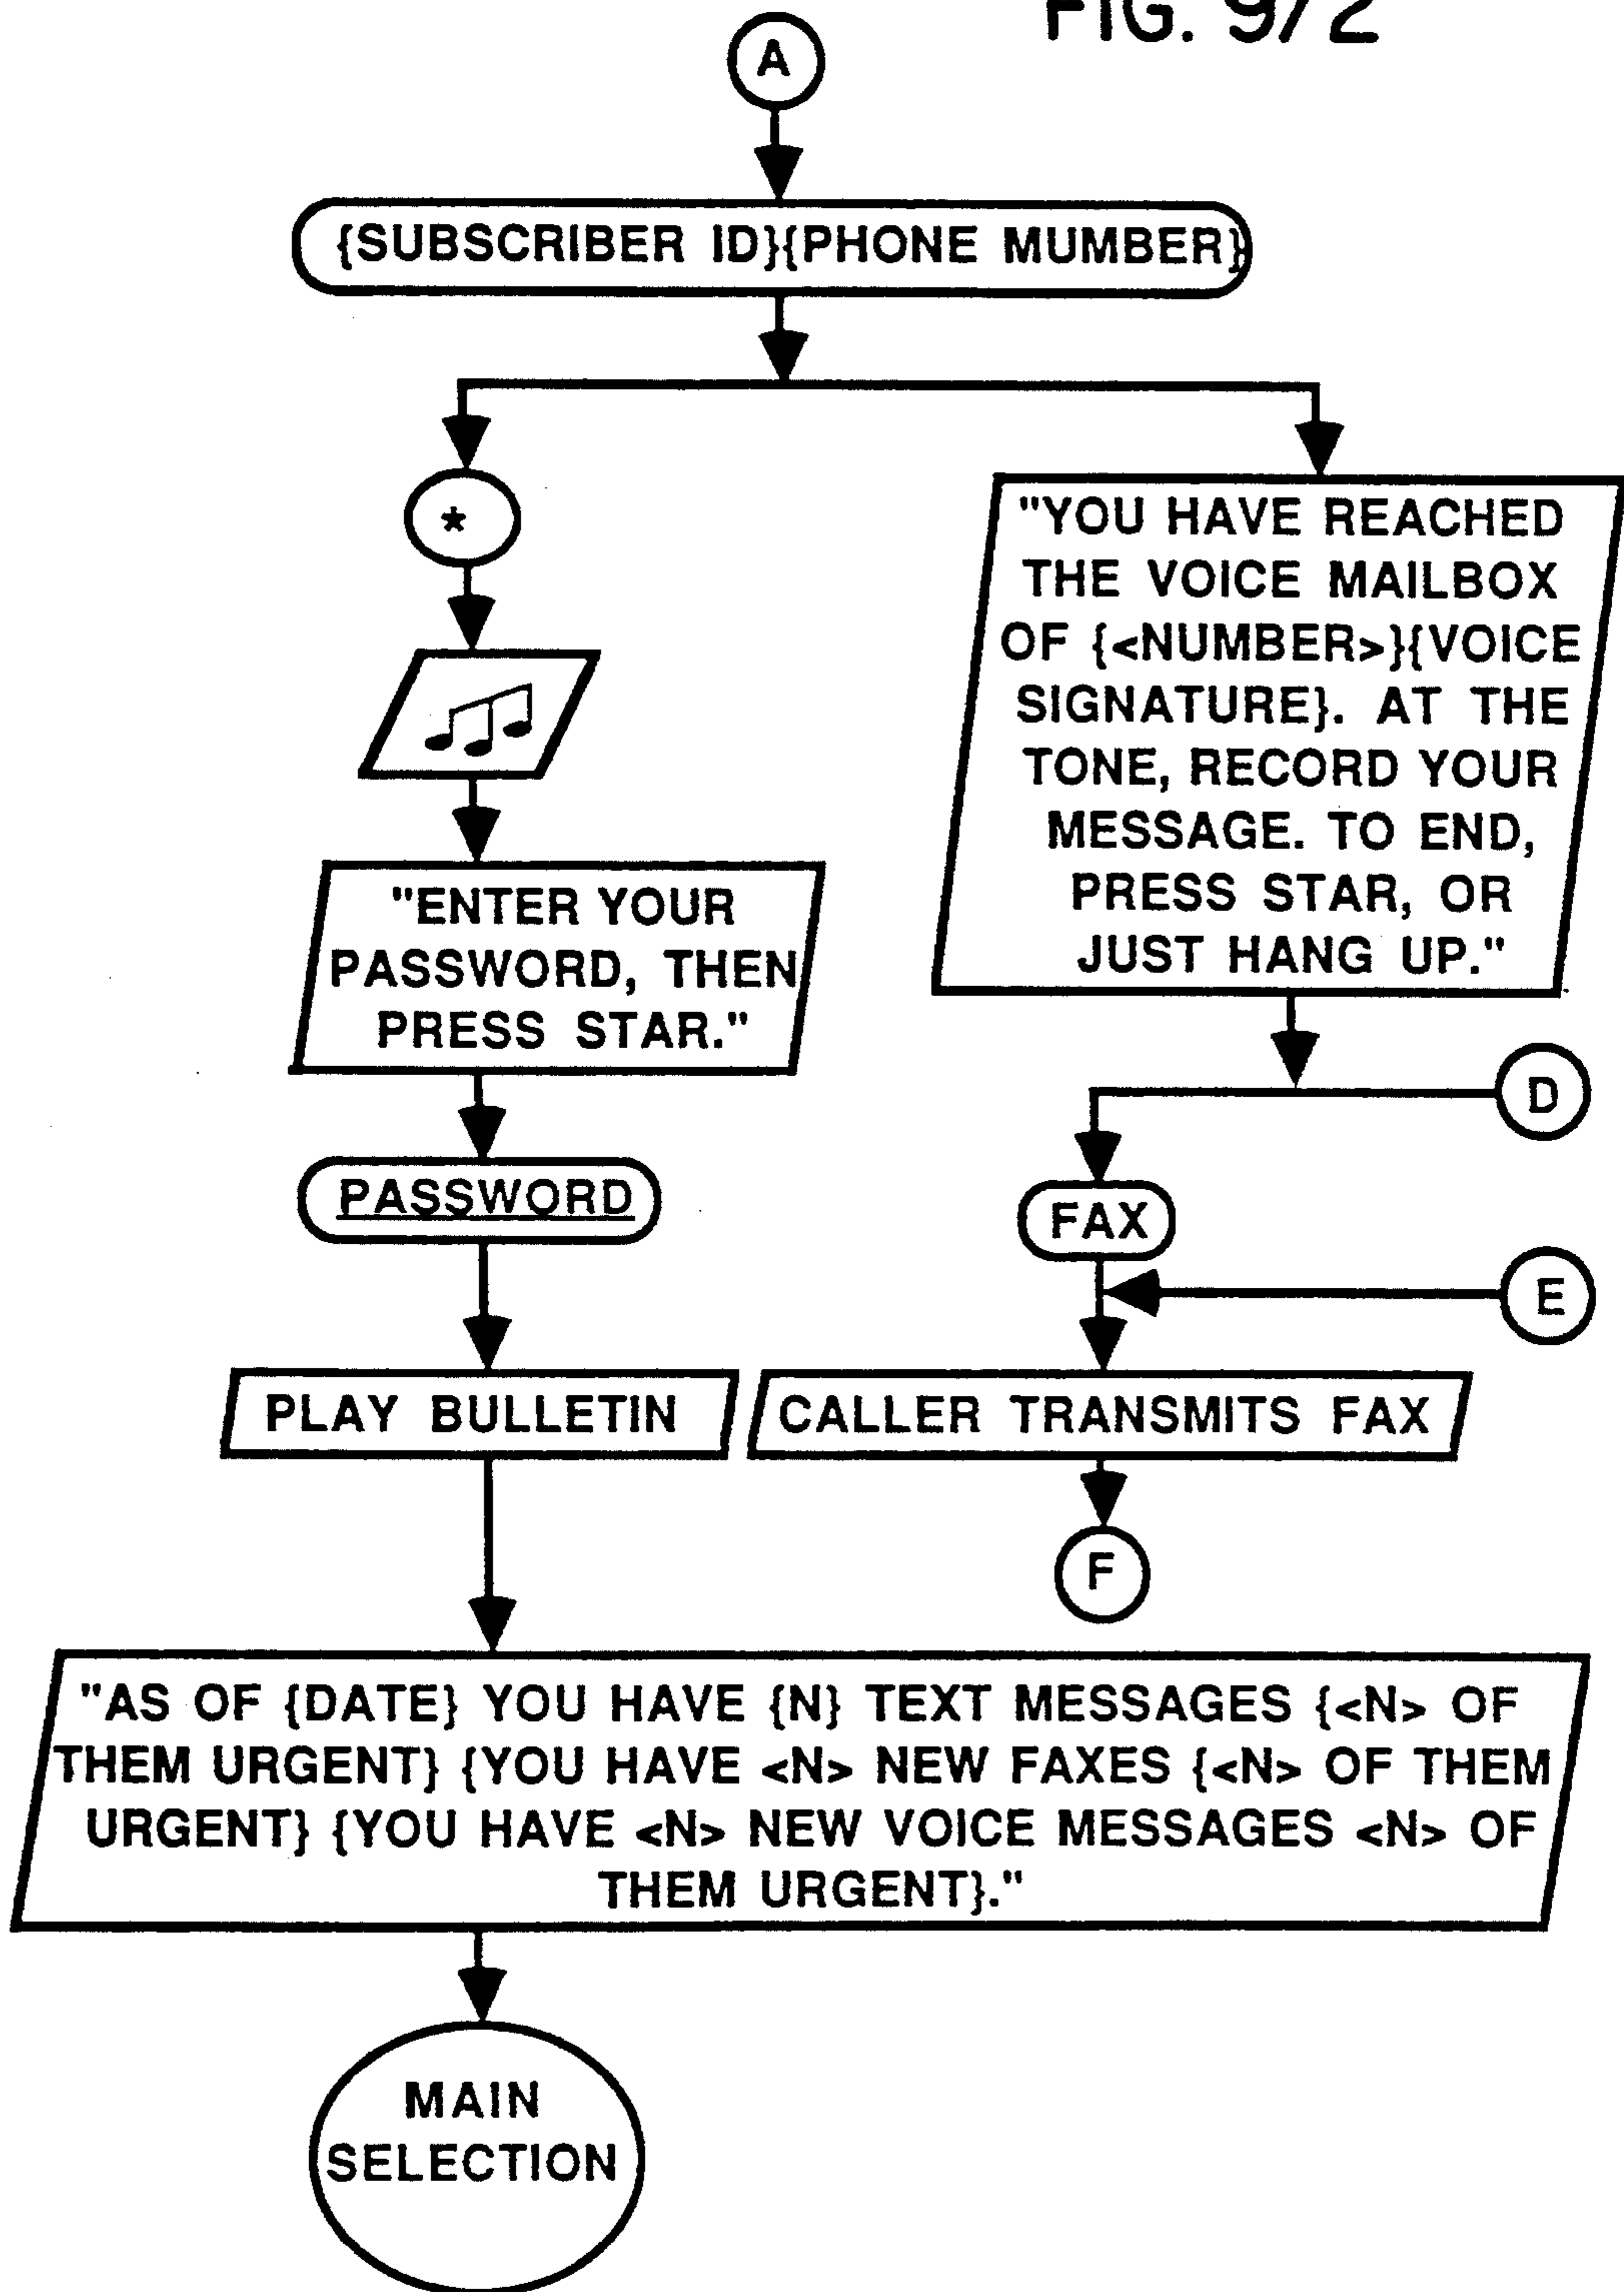 FIG. 9/2
A
{SUBSCRIBER ID}{PHONE MUMBER}
*
"ENTER YOUR
PASSWORD, THEN
PRESS STAR."
PASSWORD
PLAY BULLETIN
"YOU HAVE REACHED
THE VOICE MAILBOX
OF {<NUMBER>}{VOICE
SIGNATURE}. AT THE
TONE, RECORD YOUR
MESSAGE. TO END,
PRESS STAR, OR
JUST HANG UP."
D
FAX
E
CALLER TRANSMITS FAX
F
"AS OF {DATE} YOU HAVE {N} TEXT MESSAGES {<N> OF
THEM URGENT} {YOU HAVE <N> NEW FAXES {<N> OF THEM
URGENT} {YOU HAVE <N> NEW VOICE MESSAGES <N> OF
THEM URGENT}."
MAIN
SELECTION